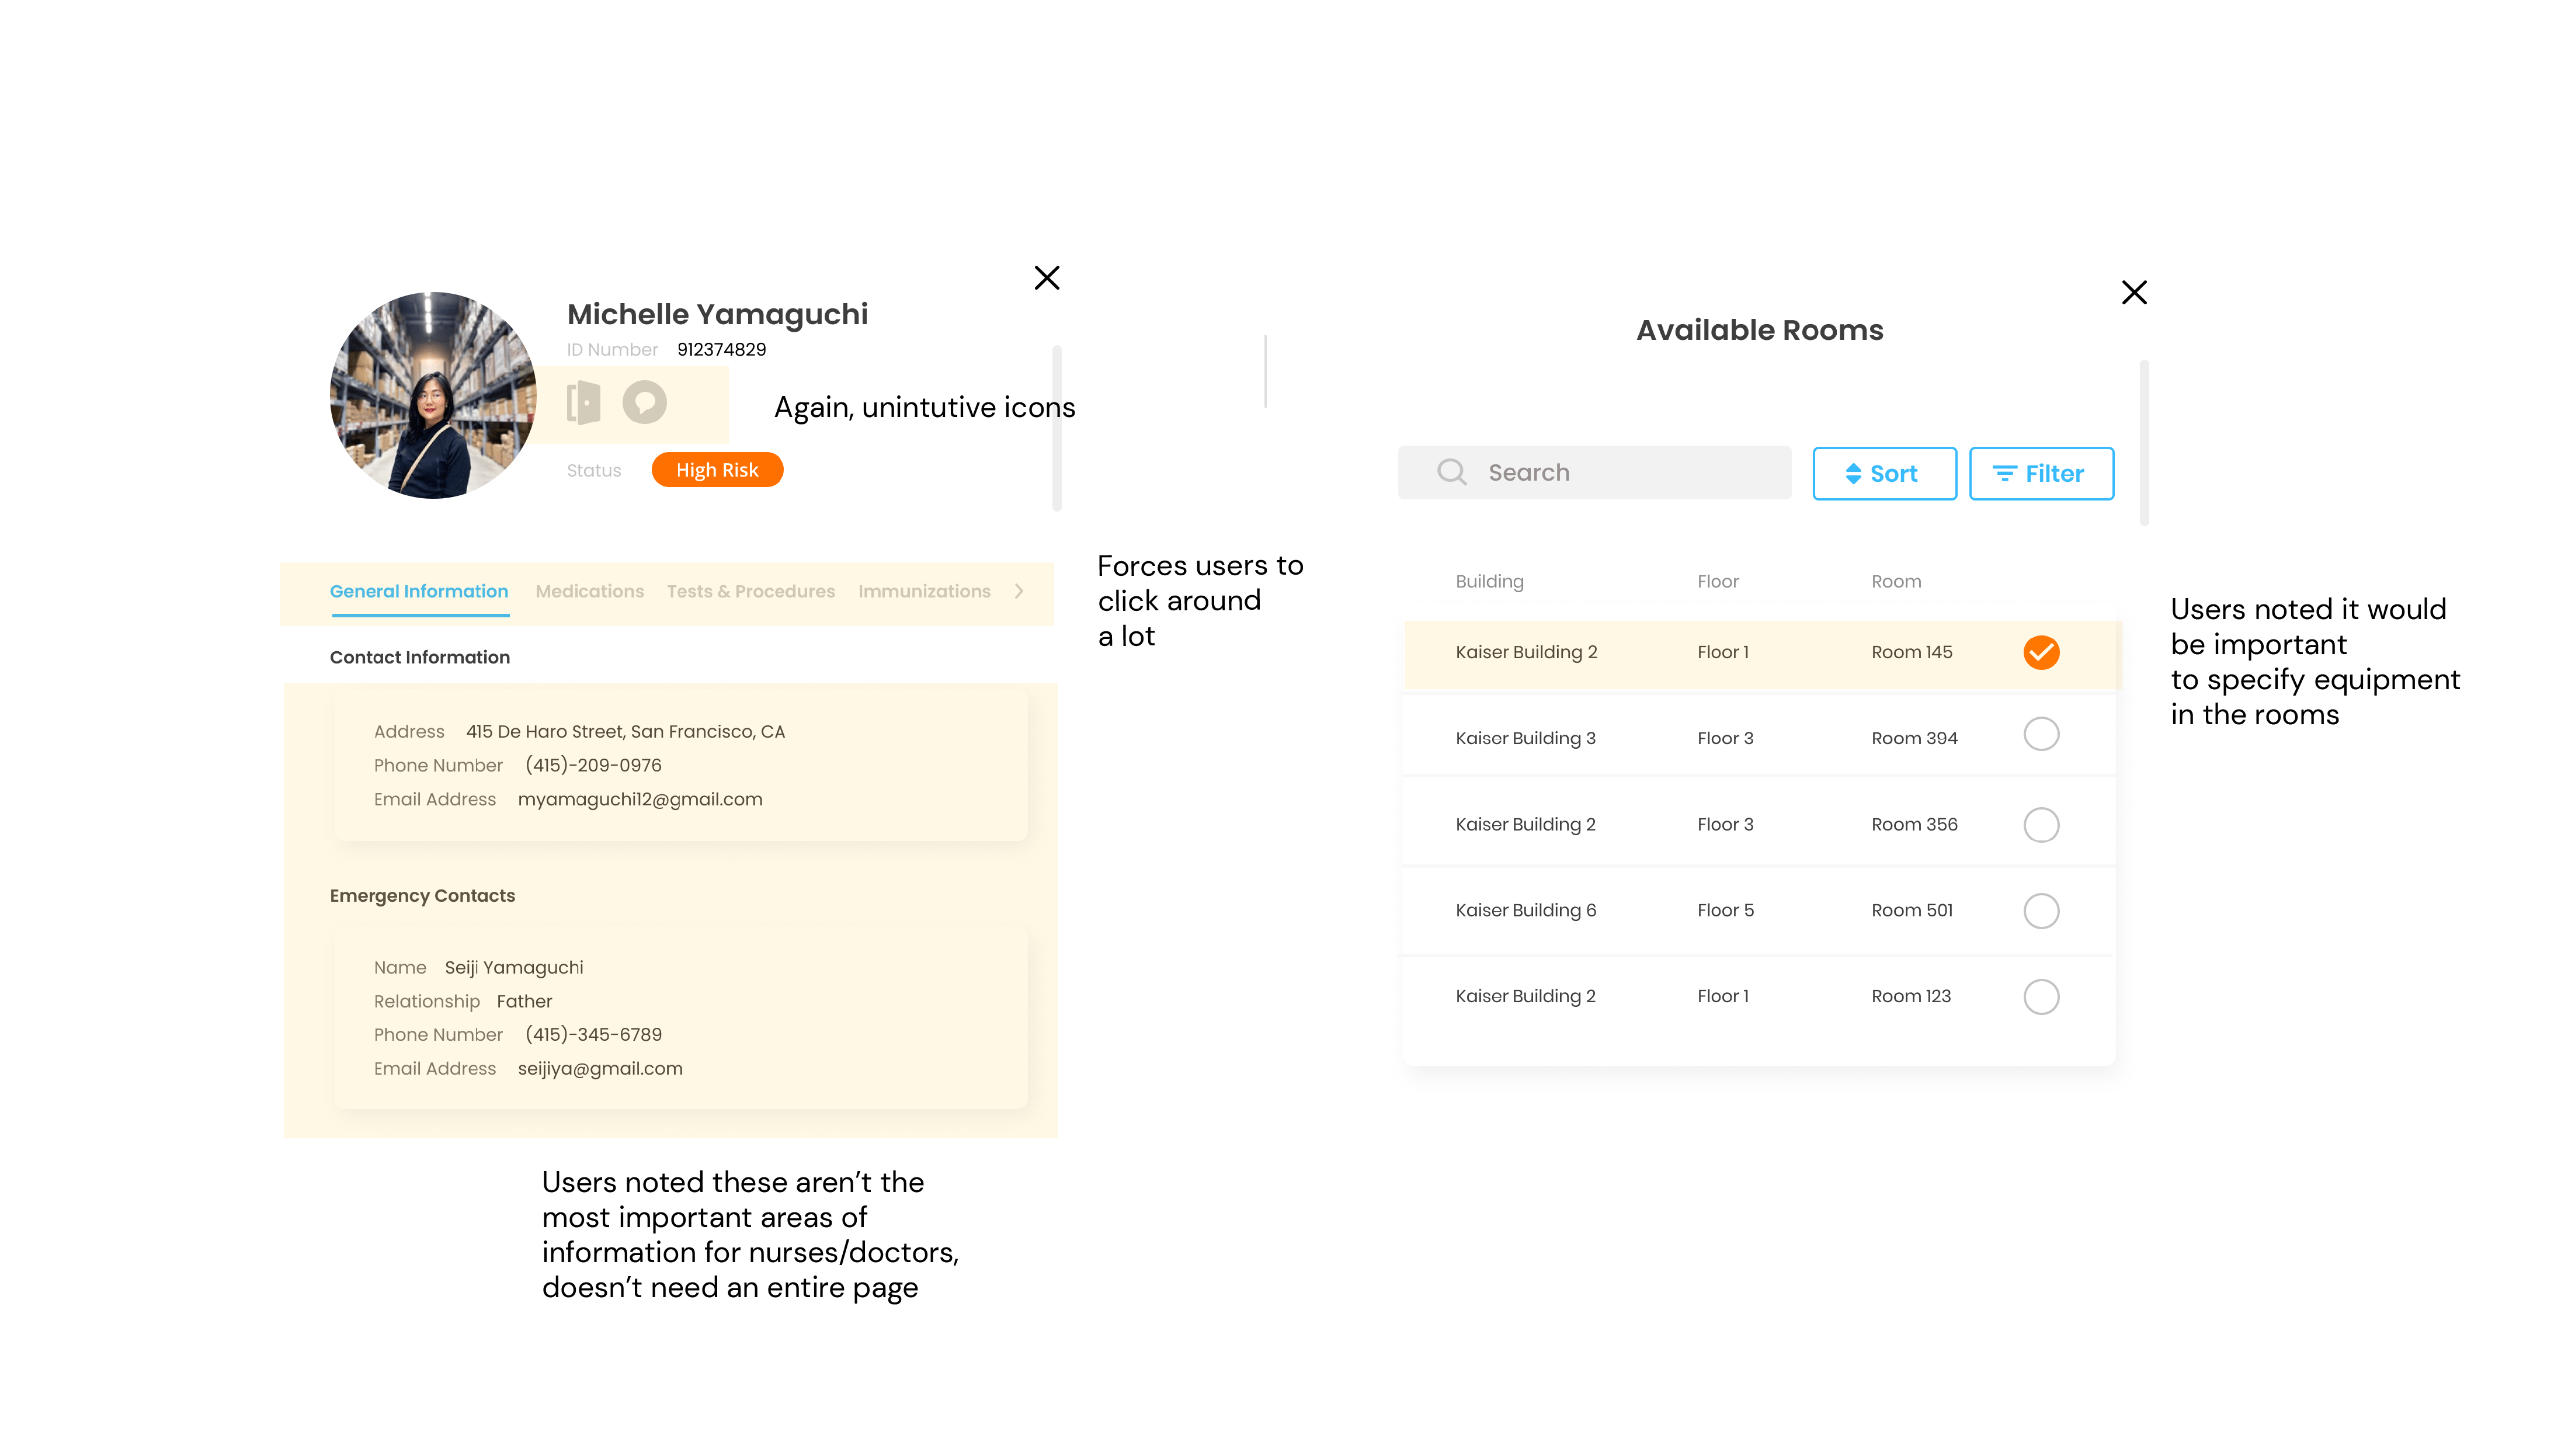 Michelle Yamaguchi
ID Number 912374829
Again, unintutive icons
Status High Risk
General Information Medications Tests & Procedures Immunizations
Forces users to
click around
a lot
Contact Information
Address 415 De Haro Street, San Francisco, CA
Phone Number (415)-209-0976
Email Address myamaguchi12@gmail.com
Emergency Contacts
Name Seiji Yamaguchi
Relationship Father
Phone Number (415)-345-6789
Email Address seijiya@gmail.com
Users noted these aren't the
most important areas of
information for nurses/doctors,
doesn't need an entire page
Available Rooms
Search Sort Filter
Building Floor Room
Kaiser Building 2 Floor 1 Room 145
Kaiser Building 3 Floor 3 Room 394
Kaiser Building 2 Floor 3 Room 356
Kaiser Building 6 Floor 5 Room 501
Kaiser Building 2 Floor 1 Room 123
Users noted it would
be important
to specify equipment
in the rooms